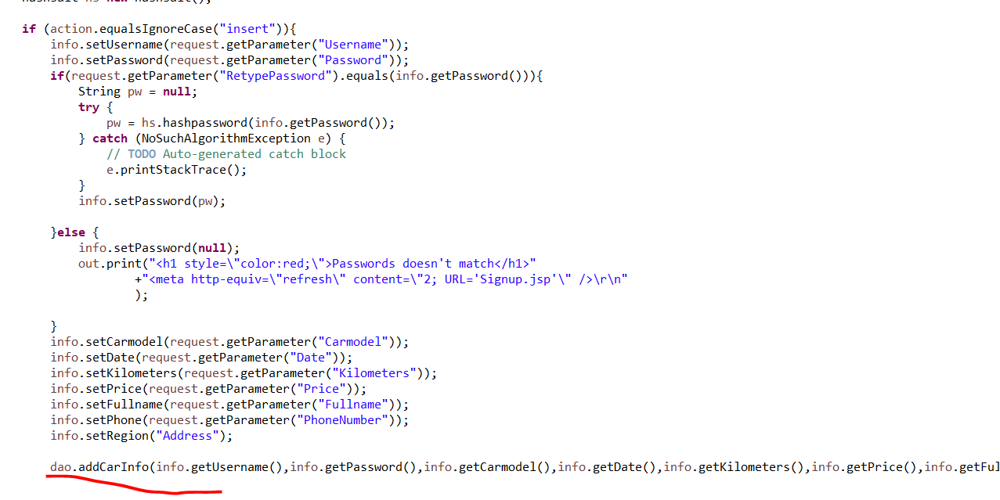 if (action.equalsIgnoreCase("insert")){
info.setUsername(request.getParameter("Username"));
info.setPassword(request.getParameter("Password"));
if(request.getParameter("RetypePassword").equals(info.getPassword())){
String pw = null;
try {
pw = hs.hashpassword(info.getPassword());
} catch (NoSuchAlgorithmException e) {
// TODO Auto-generated catch block
e.printStackTrace();
}
info.setPassword(pw);
}else {
info.setPassword(null);
out.print("<h1 style=\"color:red;\">Passwords doesn't match</h1>"
+"<meta http-equiv=\"refresh\" content=\"2; URL='Signup.jsp'\" />\r\n"
);
}
info.setCarmodel(request.getParameter("Carmodel"));
info.setDate(request.getParameter("Date"));
info.setKilometers(request.getParameter("Kilometers"));
info.setPrice(request.getParameter("Price"));
info.setFullname(request.getParameter("Fullname"));
info.setPhone(request.getParameter("PhoneNumber"));
info.setRegion("Address");
dao.addCarInfo(info.getUsername(),info.getPassword(),info.getCarmodel(),info.getDate(),info.getKilometers(),info.getPrice(),info.getFul